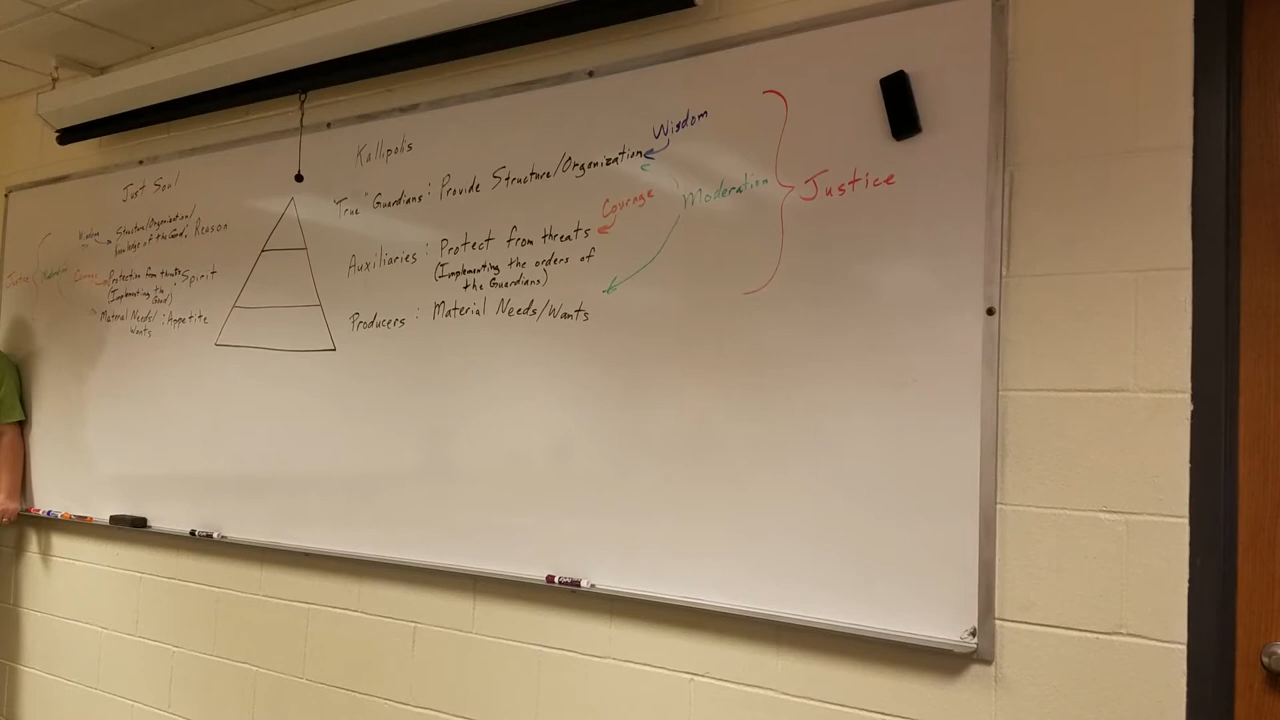 Just Soul
Wisdom
Structure/Organization/
knowledge of the Good: Reason
Justice
Moderation
Courage
Protection from threats: Spirit
(Implementing the
Good)
Material Needs/ : Appetite
Wants
Kallipolis
"True" Guardians: Provide Structure/Organization
Wisdom
Auxiliaries: Protect from threats
(Implementing the orders of
the Guardians)
Courage
Producers: Material Needs/Wants
Moderation
Justice